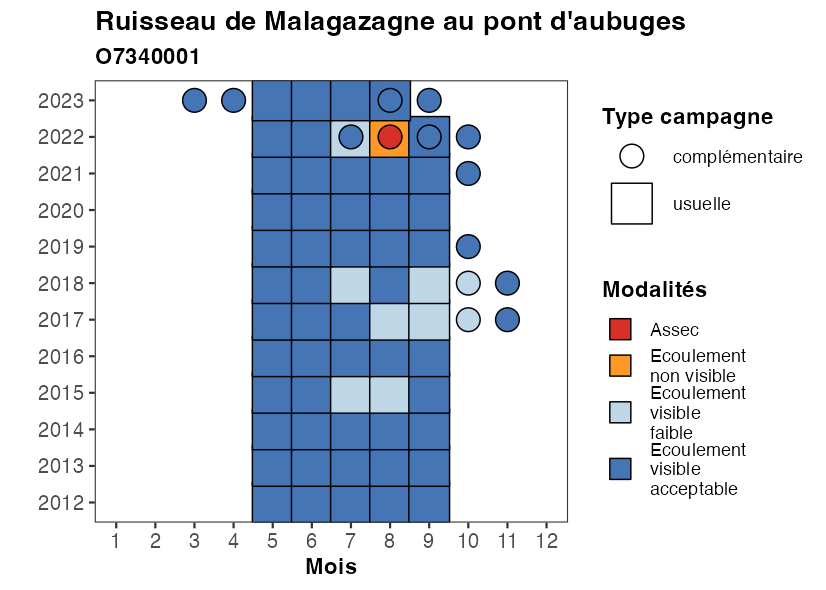 Ruisseau de Malagazagne au pont d'aubuges
O7340001
2023
2022
2021
2020
2019
2018
2017
2016
2015
2014
2013
2012
1 2 3 4 5 6 7 8 9 10 11 12
Mois
Type campagne
complémentaire
usuelle
Modalités
Assec
Ecoulement
non visible
Ecoulement
visible
faible
Ecoulement
visible
acceptable